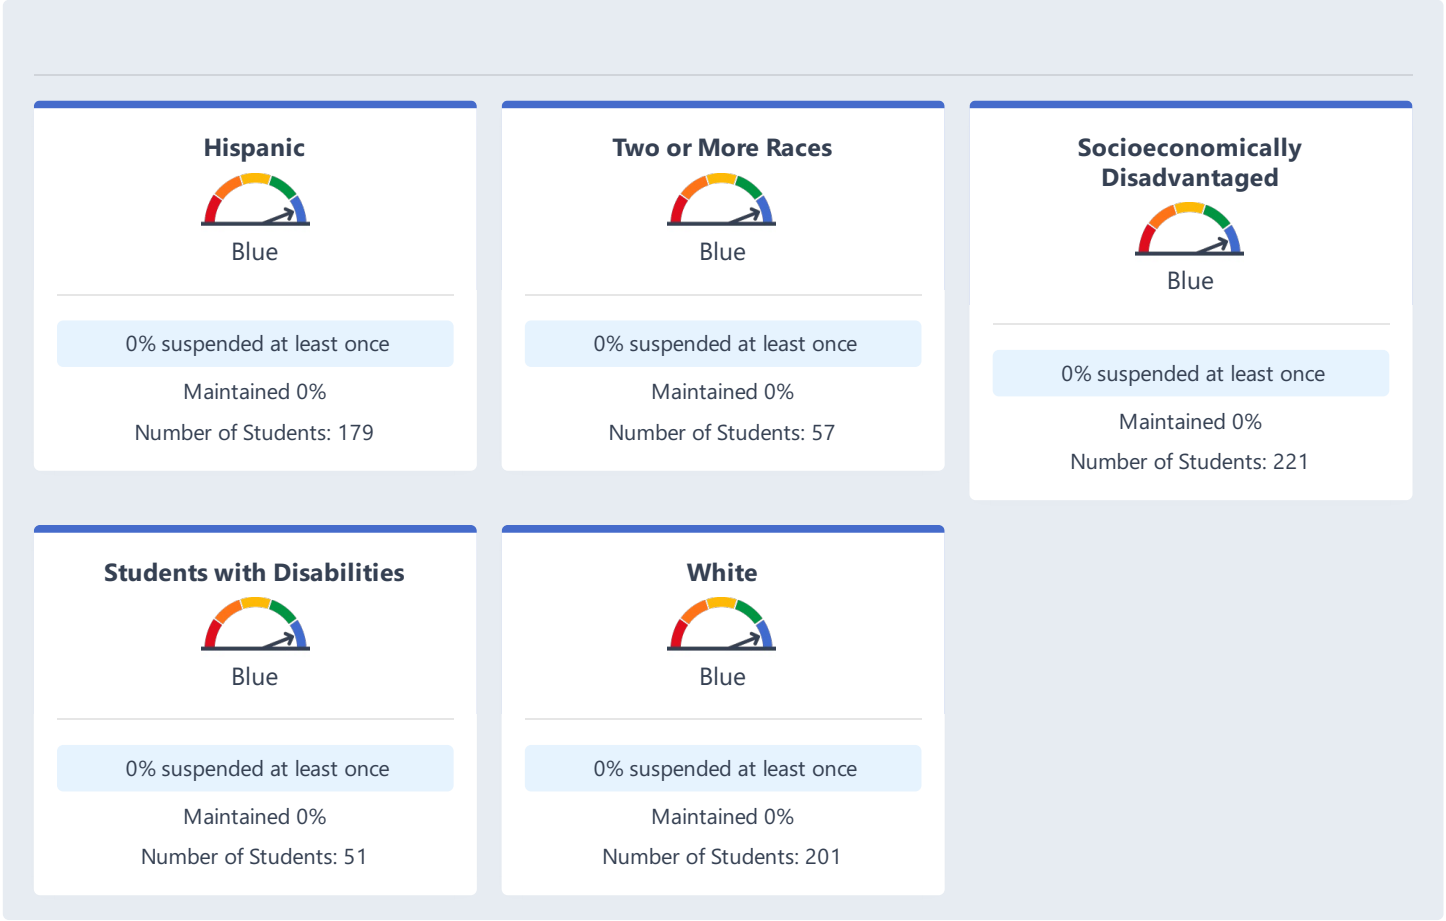 Hispanic
Blue
0% suspended at least once
Maintained 0%
Number of Students: 179
Two or More Races
Blue
0% suspended at least once
Maintained 0%
Number of Students: 57
Socioeconomically
Disadvantaged
Blue
0% suspended at least once
Maintained 0%
Number of Students: 221
Students with Disabilities
Blue
0% suspended at least once
Maintained 0%
Number of Students: 51
White
Blue
0% suspended at least once
Maintained 0%
Number of Students: 201